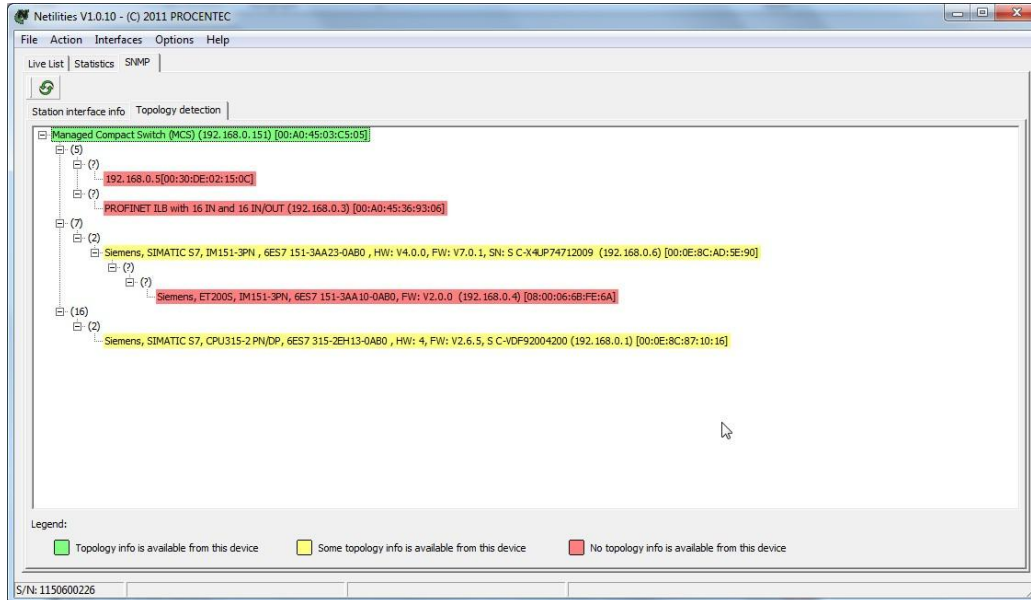 Netilities V1.0.10 - (C) 2011 PROCENTEC
File Action Interfaces Options Help
Live List Statistics SNMP
Station interface info Topology detection
Managed Compact Switch (MCS) (192.168.0.151) [00:A0:45:03:C5:05]
(5)
(?)
192.168.0.5[00:30:DE:02:15:0C]
(?)
PROFINET ILB with 16 IN and 16 IN/OUT (192.168.0.3) [00:A0:45:36:93:06]
(7)
(2)
Siemens, SIMATIC S7, IM151-3PN , 6ES7 151-3AA23-0AB0 , HW: V4.0.0, FW: V7.0.1, SN: S C-X4UP74712009 (192.168.0.6) [00:0E:8C:AD:5E:90]
(?)
(?)
Siemens, ET200S, IM151-3PN, 6ES7 151-3AA10-0AB0, FW: V2.0.0 (192.168.0.4) [08:00:06:6B:FE:6A]
(16)
(2)
Siemens, SIMATIC S7, CPU315-2 PN/DP, 6ES7 315-2EH13-0AB0 , HW: 4, FW: V2.6.5, S C-VDF92004200 (192.168.0.1) [00:0E:8C:87:10:16]
Legend:
Topology info is available from this device Some topology info is available from this device No topology info is available from this device
S/N: 1150600226